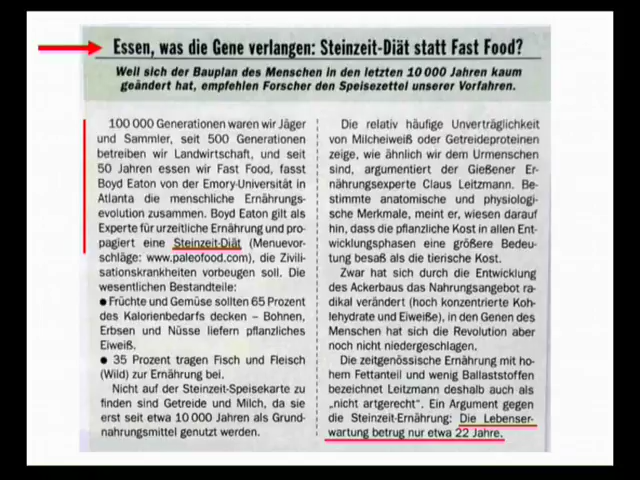 Essen, was die Gene verlangen: Steinzeit-Diät statt Fast Food?
Weil sich der Bauplan des Menschen in den letzten 10 000 Jahren kaum
geändert hat, empfehlen Forscher den Speisezettel unserer Vorfahren.
100 000 Generationen waren wir Jäger
und Sammler, seit 500 Generationen
betreiben wir Landwirtschaft, und seit
50 Jahren essen wir Fast Food, fasst
Boyd Eaton von der Emory-Universität in
Atlanta die menschliche Ernährungs-
evolution zusammen. Boyd Eaton gilt als
Experte für urzeitliche Ernährung und pro-
pagiert eine Steinzeit-Diät (Menuevor-
schläge: www.paleofood.com), die Zivili-
sationskrankheiten vorbeugen soll. Die
wesentlichen Bestandteile:
● Früchte und Gemüse sollten 65 Prozent
des Kalorienbedarfs decken – Bohnen,
Erbsen und Nüsse liefern pflanzliches
Eiweiß.
● 35 Prozent tragen Fisch und Fleisch
(Wild) zur Ernährung bei.
Nicht auf der Steinzeit-Speisekarte zu
finden sind Getreide und Milch, da sie
erst seit etwa 10 000 Jahren als Grund-
nahrungsmittel genutzt werden.
Die relativ häufige Unverträglichkeit
von Milcheiweiß oder Getreideproteinen
zeige, wie ähnlich wir dem Urmenschen
sind, argumentiert der Gießener Er-
nährungsexperte Claus Leitzmann. Be-
stimmte anatomische und physiologi-
sche Merkmale, meint er, wiesen darauf
hin, dass die pflanzliche Kost in allen Ent-
wicklungsphasen eine größere Bedeu-
tung besaß als die tierische Kost.
Zwar hat sich durch die Entwicklung
des Ackerbaus das Nahrungsangebot ra-
dikal verändert (hoch konzentrierte Koh-
lehydrate und Eiweiße), in den Genen des
Menschen hat sich die Revolution aber
noch nicht niedergeschlagen.
Die zeitgenössische Ernährung mit ho-
hem Fettanteil und wenig Ballaststoffen
bezeichnet Leitzmann deshalb auch als
„nicht artgerecht". Ein Argument gegen
die Steinzeit-Ernährung: Die Lebenser-
wartung betrug nur etwa 22 Jahre.